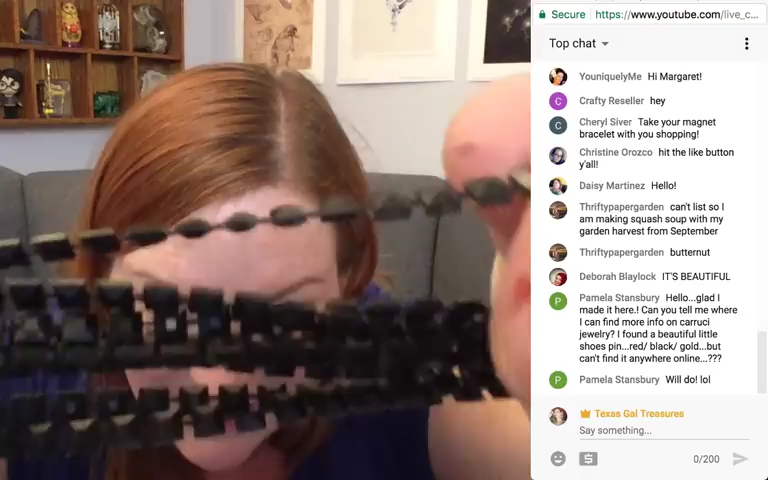 Secure https://www.youtube.com/live_c...
Top chat
YouniquelyMe Hi Margaret!
C Crafty Reseller hey
C Cheryl Siver Take your magnet
bracelet with you shopping!
Christine Orozco hit the like button
y'all!
Daisy Martinez Hello!
Thriftypapergarden can't list so I
am making squash soup with my
garden harvest from September
Thriftypapergarden butternut
Deborah Blaylock IT'S BEAUTIFUL
P Pamela Stansbury Hello...glad I
made it here.! Can you tell me where
I can find more info on carruci
jewelry? I found a beautiful little
shoes pin...red/ black/ gold...but
can't find it anywhere online...???
P Pamela Stansbury Will do! lol
Texas Gal Treasures
Say something...
0/200